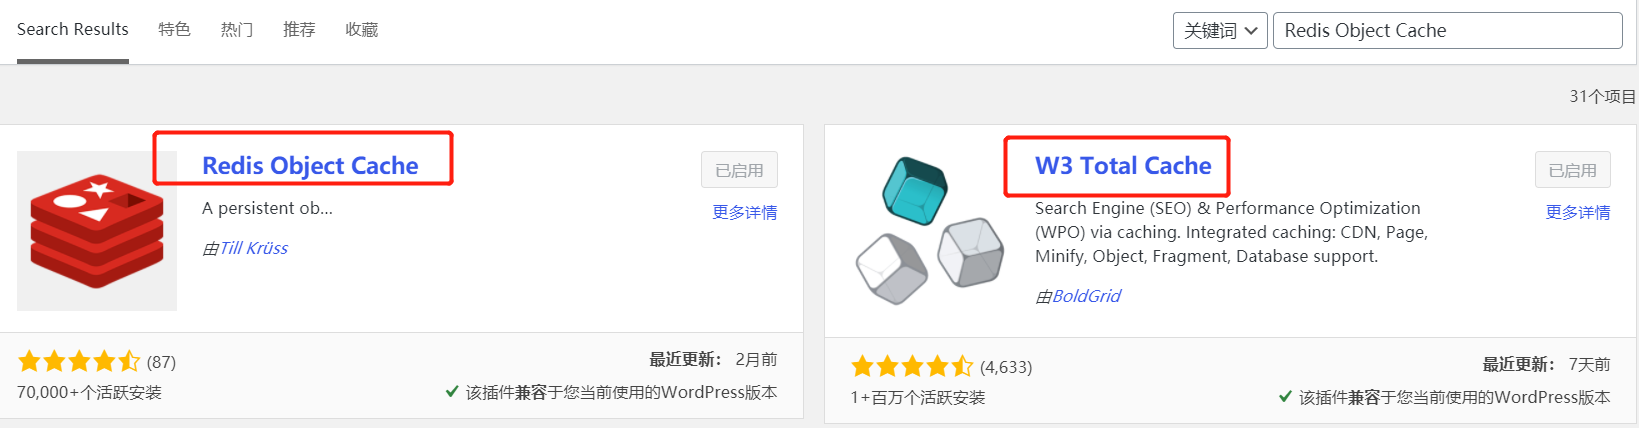 Search Results 特色 热门 推荐 收藏 关键词 Redis Object Cache
31个项目
Redis Object Cache
已启用
A persistent ob...
更多详情
由Till Krüss
(87)
最近更新： 2月前
70,000+个活跃安装
该插件兼容于您当前使用的WordPress版本
W3 Total Cache
已启用
Search Engine (SEO) & Performance Optimization
更多详情
(WPO) via caching. Integrated caching: CDN, Page,
Minify, Object, Fragment, Database support.
由BoldGrid
(4,633)
最近更新： 7天前
1+百万个活跃安装
该插件兼容于您当前使用的WordPress版本